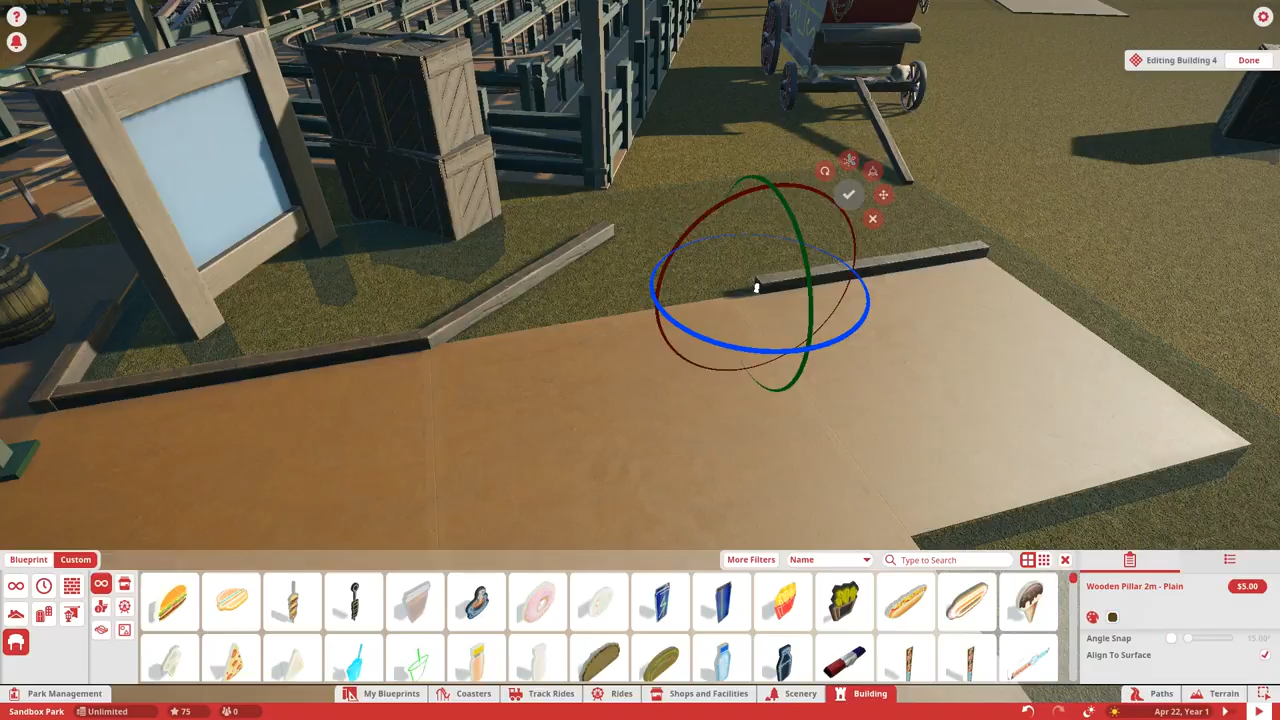 ?
Editing Building 4
Done
Blueprint
Custom
More Filters
Name
Type to Search
Wooden Pillar 2m - Plain
$5.00
Angle Snap
15.00°
Align To Surface
Park Management
My Blueprints
Coasters
Track Rides
Rides
Shops and Facilities
Scenery
Building
Paths
Terrain
Sandbox Park
Unlimited
75
0
Apr 22, Year 1